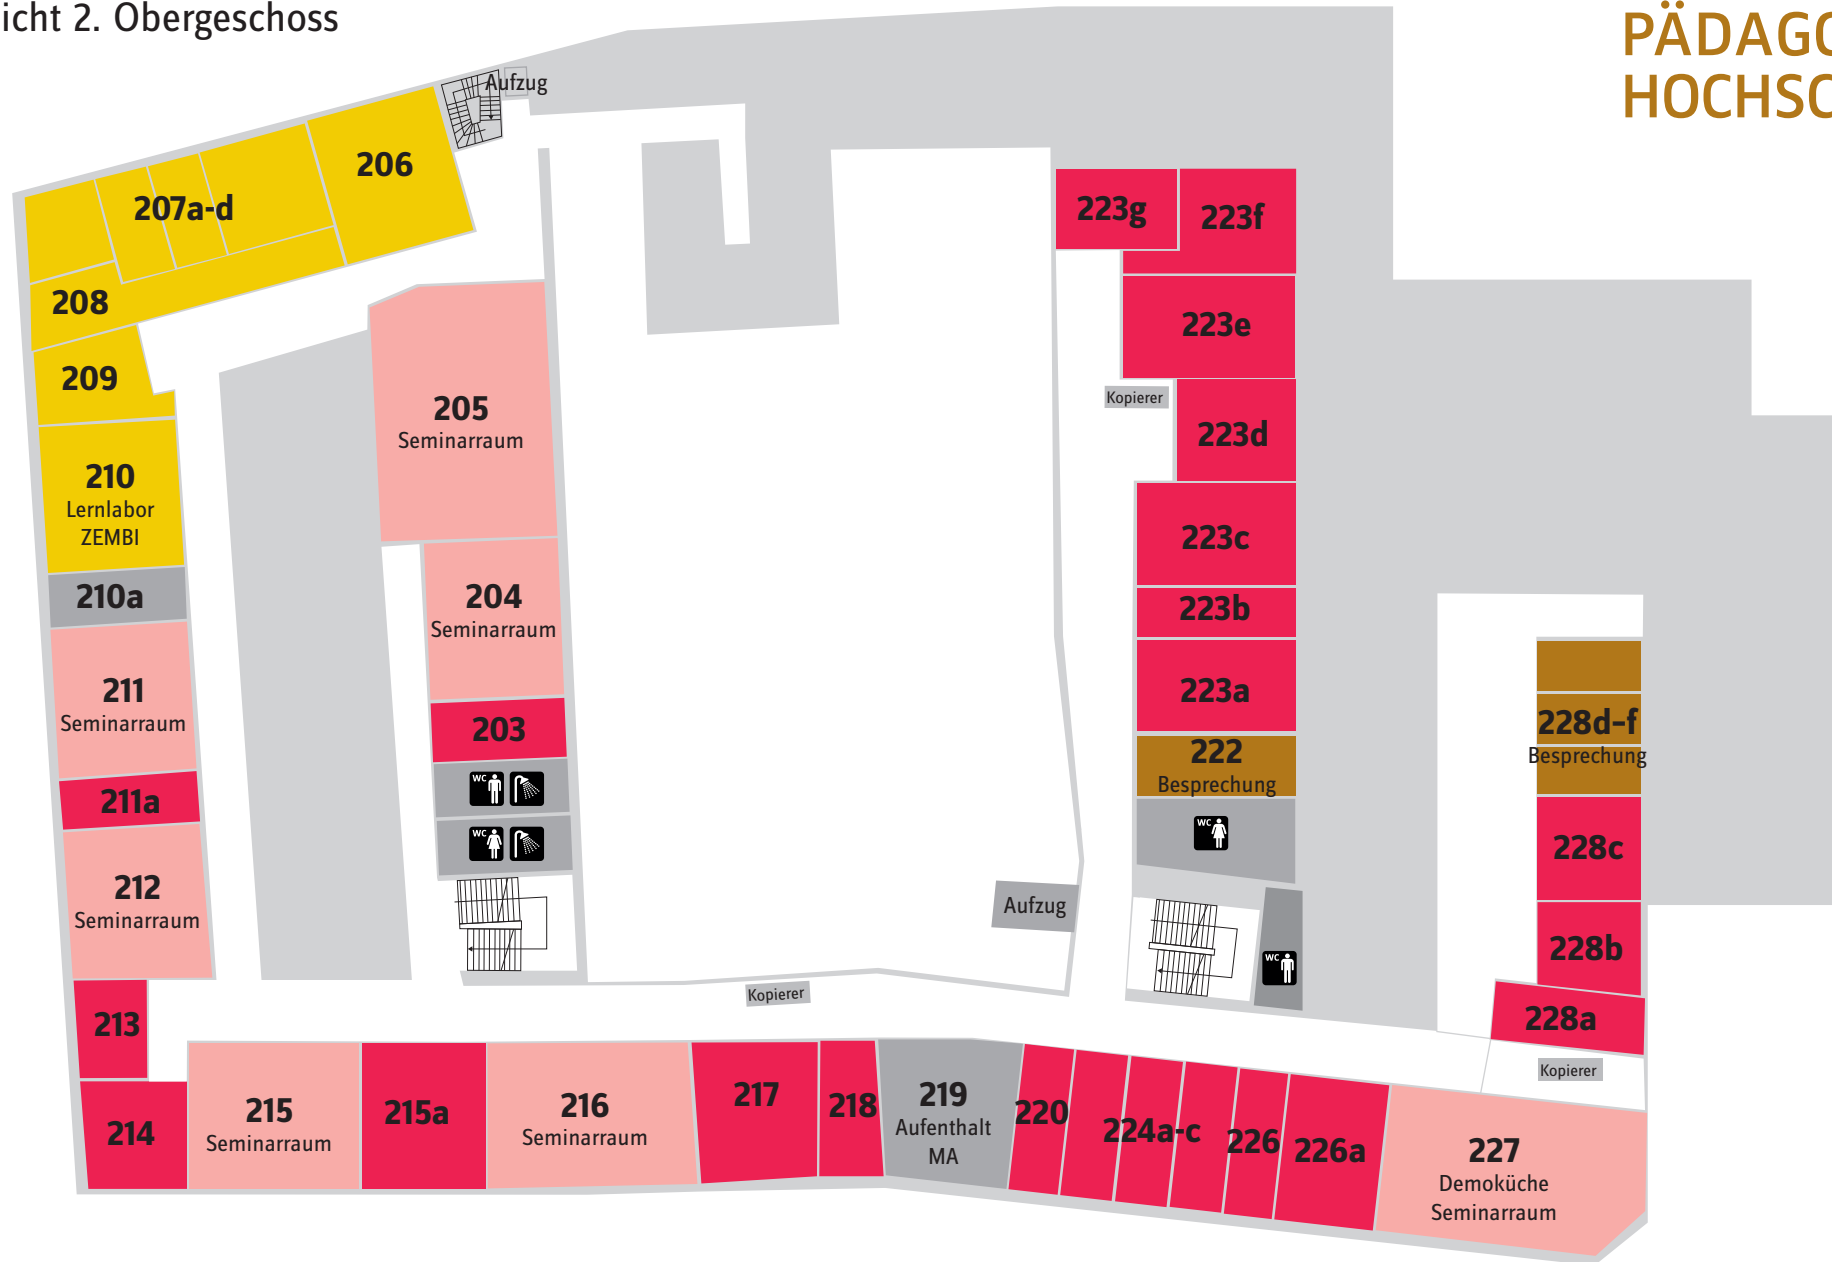 icht 2. Obergeschoss
PÄDAGO
HOCHSC
Aufzug
206
207a-d
208
209
210
Lernlabor
ZEMBI
210a
211
Seminarraum
211a
212
Seminarraum
213
214
205
Seminarraum
204
Seminarraum
203
WC
WC
223g
223f
223e
Kopierer
223d
223c
223b
223a
222
Besprechung
WC
Aufzug
WC
Kopierer
228d–f
Besprechung
228c
228b
228a
Kopierer
215
Seminarraum
215a
216
Seminarraum
217
218
219
Aufenthalt
MA
220
224a-c
226
226a
227
Demoküche
Seminarraum